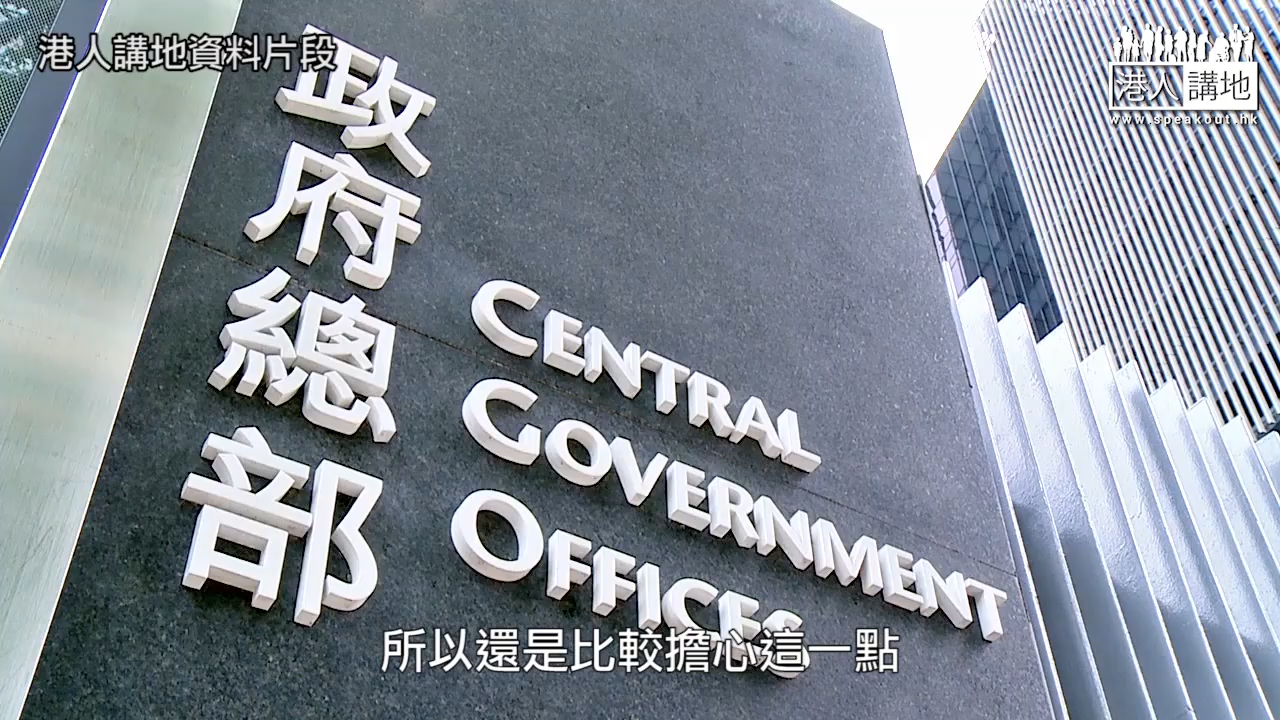 港人講地資料片段
港人講地
www.speakout.hk
政府總部
CENTRAL
GOVERNMENT
OFFICES
所以還是比較擔心這一點